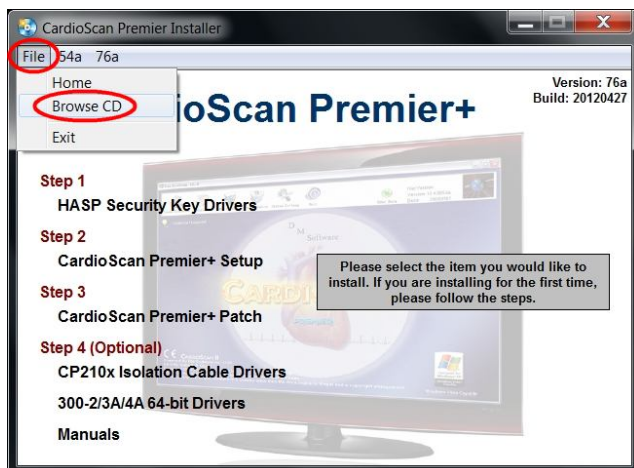 CardioScan Premier Installer
File 54a 76a
Home
Browse CD
Exit
ioScan Premier+
Version: 76a
Build: 20120427
Step 1
HASP Security Key Drivers
Step 2
CardioScan Premier+ Setup
Please select the item you would like to
install. If you are installing for the first time,
please follow the steps.
Step 3
CardioScan Premier+ Patch
Step 4 (Optional)
CP210x Isolation Cable Drivers
300-2/3A/4A 64-bit Drivers
Manuals
D.M. Software
CARDI